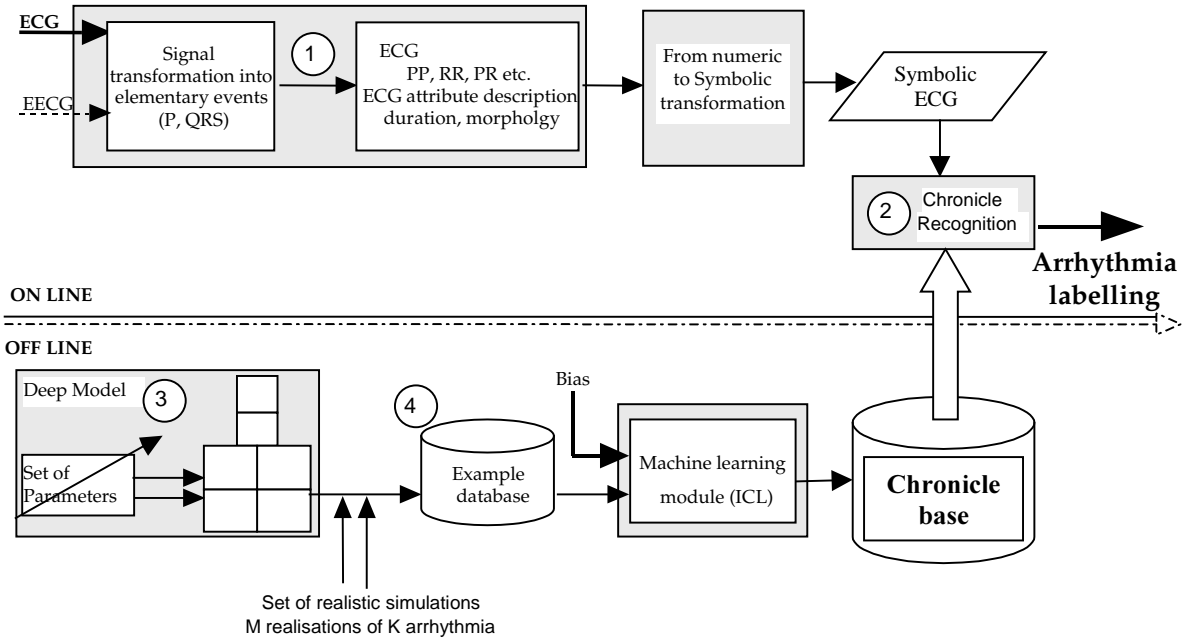 ECG
EECG
Signal
transformation into
elementary events
(P, QRS)
1
ECG
PP, RR, PR etc.
ECG attribute description
duration, morpholgy
From numeric
to Symbolic
transformation
Symbolic
ECG
2
Chronicle
Recognition
Arrhythmia
labelling
ON LINE
OFF LINE
Deep Model
3
Set of
Parameters
4
Example
database
Bias
Machine learning
module (ICL)
Chronicle
base
Set of realistic simulations
M realisations of K arrhythmia